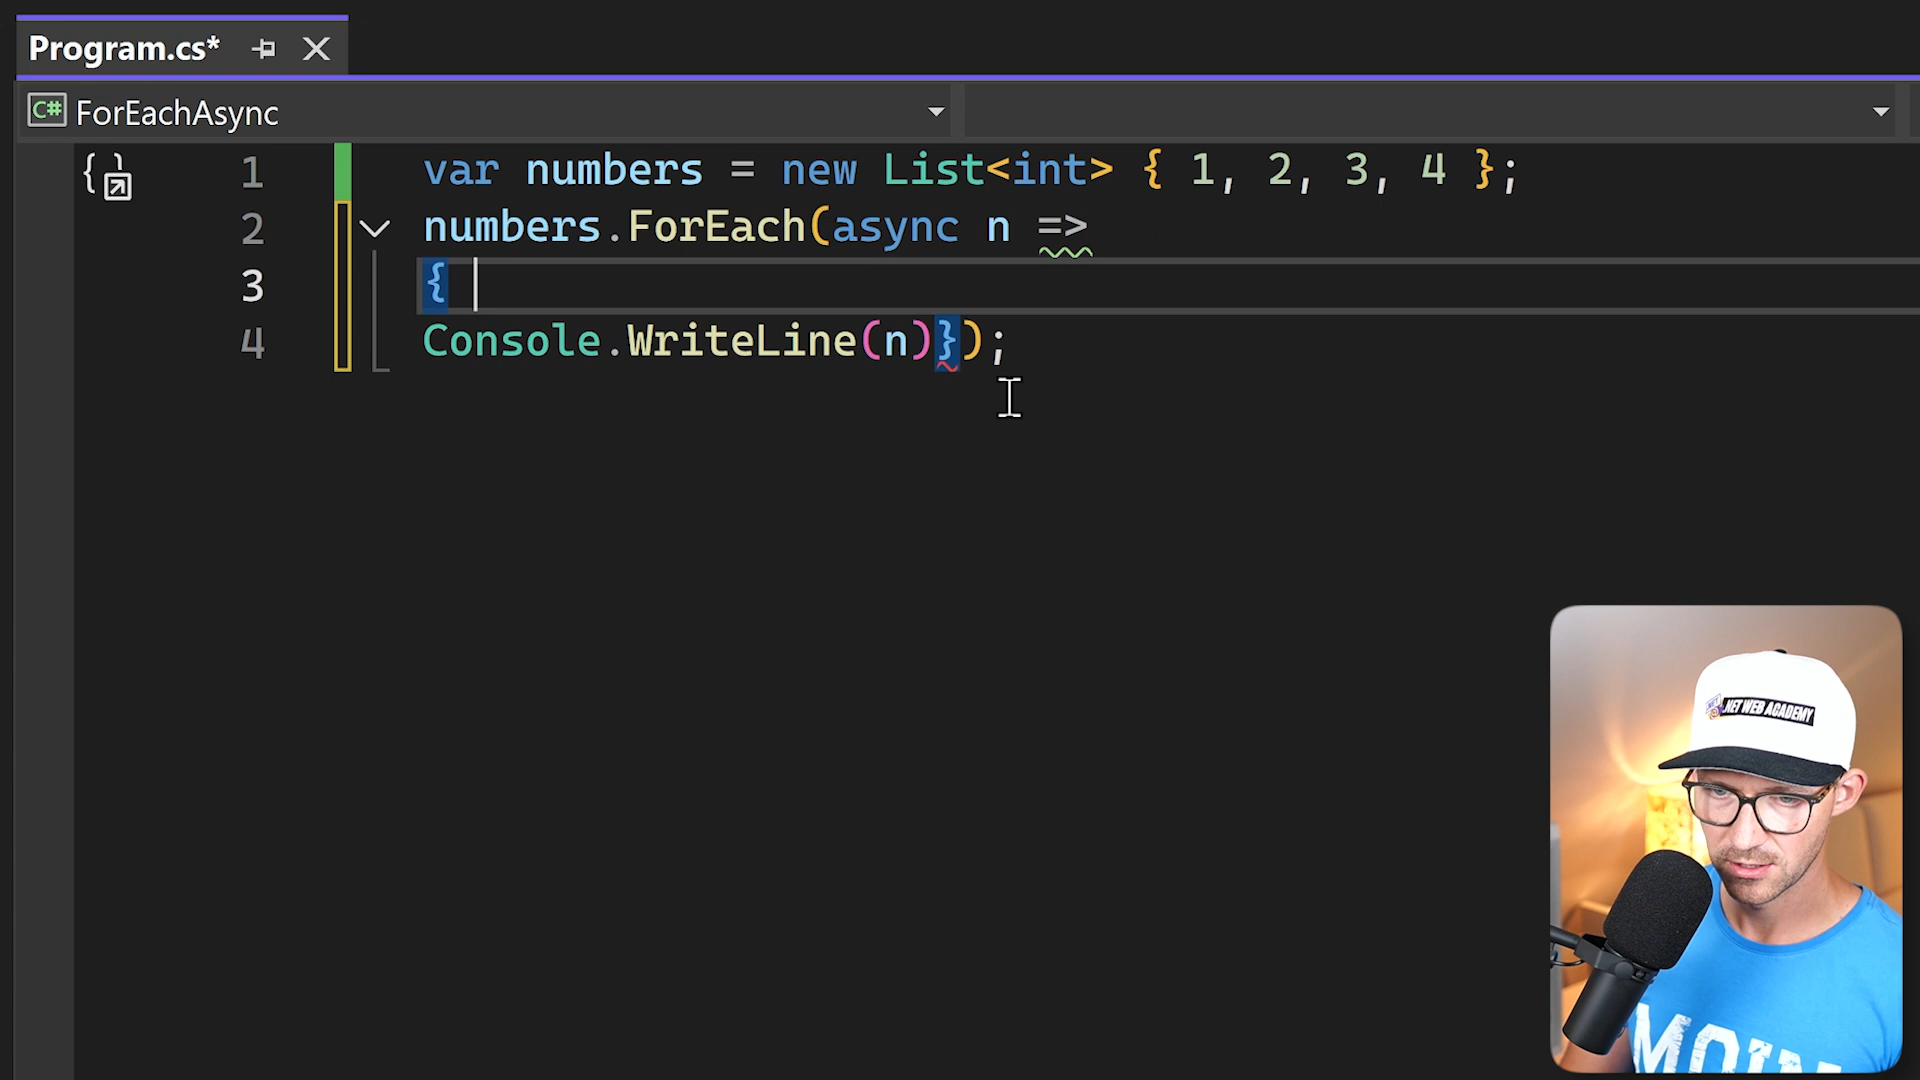 Program.cs*
C# ForEachAsync
1 var numbers = new List<int> { 1, 2, 3, 4 };
2 numbers.ForEach(async n =>
3 {
4 Console.WriteLine(n)});
.NET WEB ACADEMY
MOIN